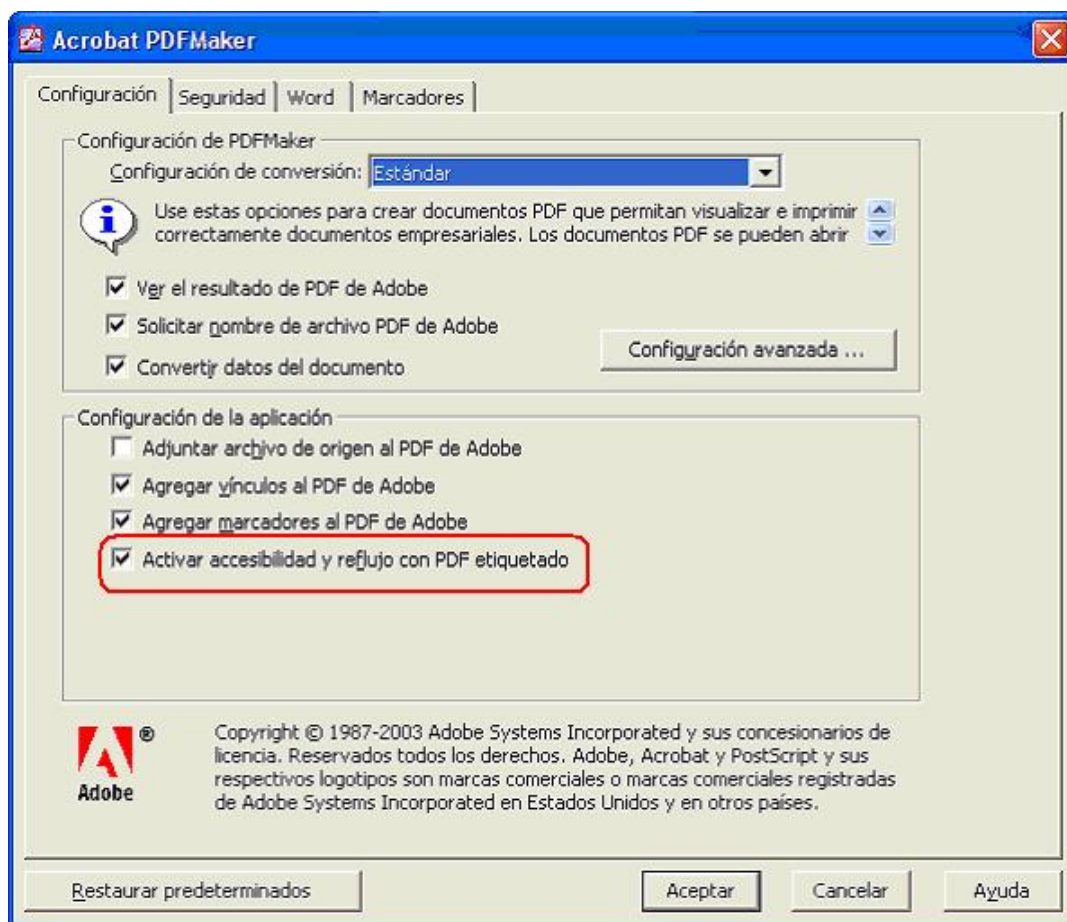 Acrobat PDFMaker
Configuración
Seguridad
Word
Marcadores
Configuración de PDFMaker
Configuración de conversión: Estándar
Use estas opciones para crear documentos PDF que permitan visualizar e imprimir
correctamente documentos empresariales. Los documentos PDF se pueden abrir
Ver el resultado de PDF de Adobe
Solicitar nombre de archivo PDF de Adobe
Convertir datos del documento
Configuración avanzada ...
Configuración de la aplicación
Adjuntar archivo de origen al PDF de Adobe
Agregar vínculos al PDF de Adobe
Agregar marcadores al PDF de Adobe
Activar accesibilidad y reflujo con PDF etiquetado
Adobe ®
Copyright © 1987-2003 Adobe Systems Incorporated y sus concesionarios de
licencia. Reservados todos los derechos. Adobe, Acrobat y PostScript y sus
respectivos logotipos son marcas comerciales o marcas comerciales registradas
de Adobe Systems Incorporated en Estados Unidos y en otros países.
Restaurar predeterminados
Aceptar
Cancelar
Ayuda